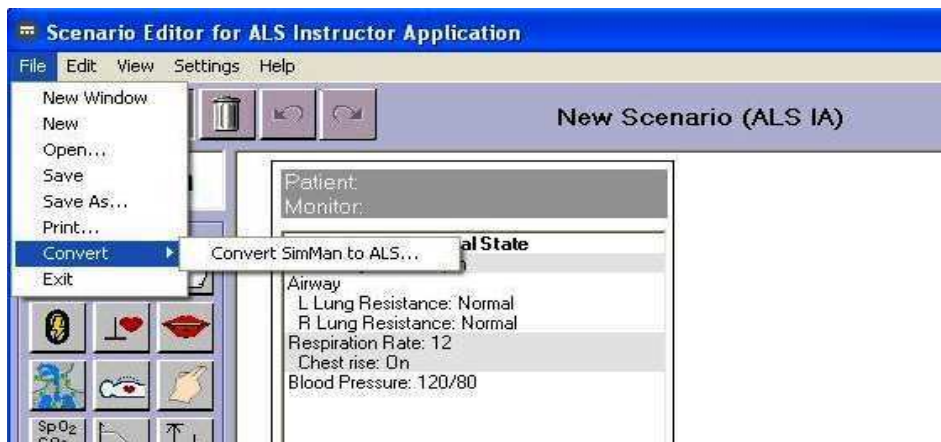 Scenario Editor for ALS Instructor Application
File Edit View Settings Help
New Window
New
Open...
Save
Save As...
Print...
Convert
Exit
Convert SimMan to ALS...
New Scenario (ALS IA)
Patient:
Monitor:
al State
Airway
L Lung Resistance: Normal
R Lung Resistance: Normal
Respiration Rate: 12
Chest rise: On
Blood Pressure: 120/80
SpO2